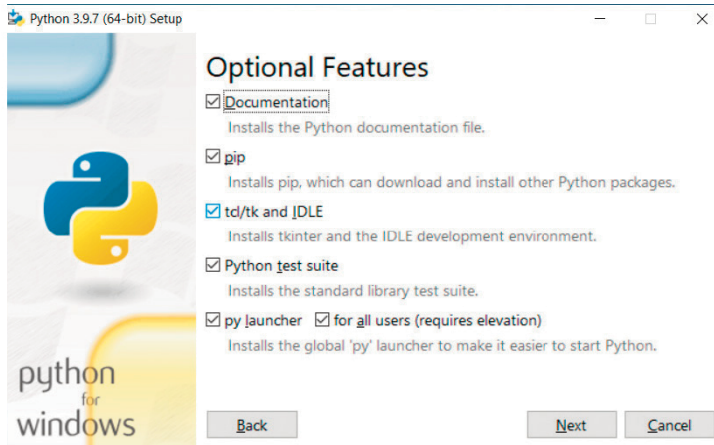 Python 3.9.7 (64-bit) Setup
Optional Features
Documentation
Installs the Python documentation file.
pip
Installs pip, which can download and install other Python packages.
tcl/tk and IDLE
Installs tkinter and the IDLE development environment.
Python test suite
Installs the standard library test suite.
py launcher for all users (requires elevation)
Installs the global 'py' launcher to make it easier to start Python.
python
for
windows
Back Next Cancel